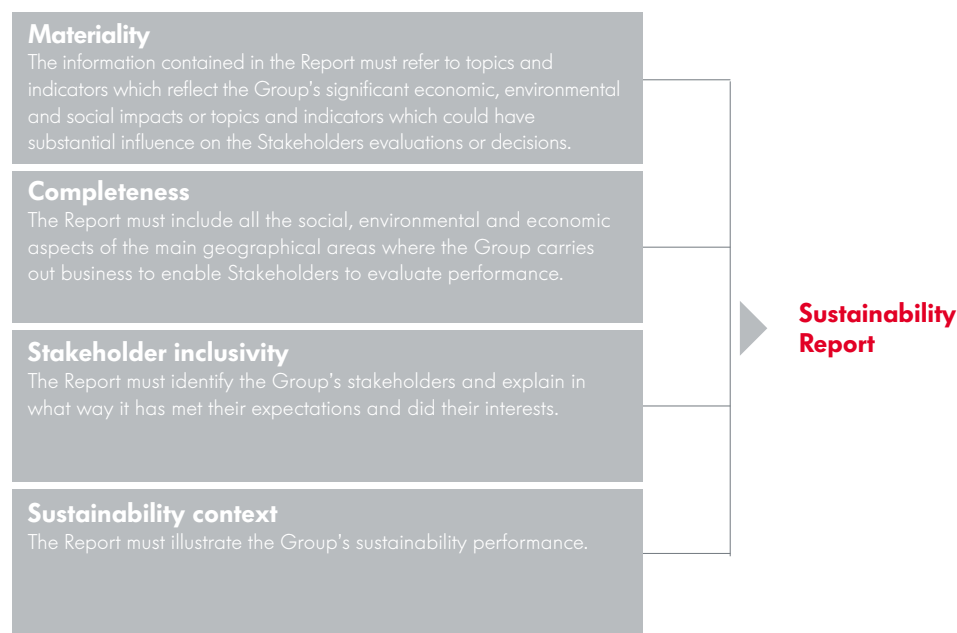 Materiality
The information contained in the Report must refer to topics and
indicators which reflect the Group's significant economic, environmental
and social impacts or topics and indicators which could have
substantial influence on the Stakeholders evaluations or decisions.
Completeness
The Report must include all the social, environmental and economic
aspects of the main geographical areas where the Group carries
out business to enable Stakeholders to evaluate performance.
Stakeholder inclusivity
The Report must identify the Group's stakeholders and explain in
what way it has met their expectations and did their interests.
Sustainability context
The Report must illustrate the Group's sustainability performance.
Sustainability
Report